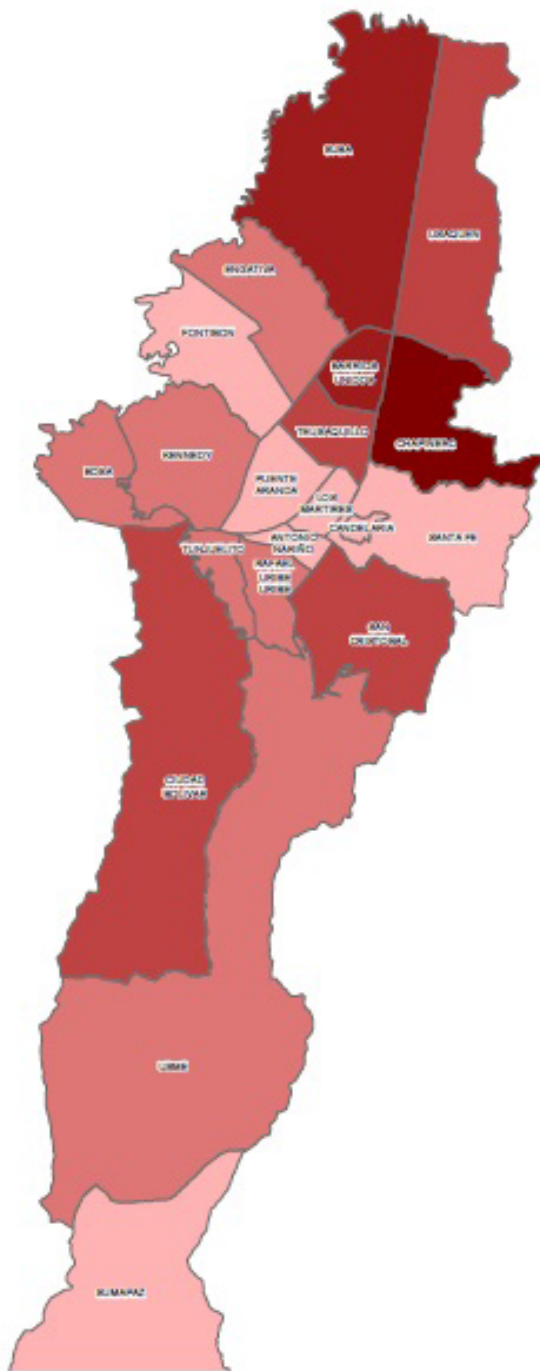 SUBA
USAQUEN
ENGATIVA
FONTIBON
BARRIOS
UNIDOS
TEUSAQUILLO
CHAPINERO
KENNEDY
BOSA
PUENTE
ARANDA
LOS
MARTIRES
CANDELARIA
SANTA FE
ANTONIO
NARIÑO
TUNJUELITO
RAFAEL
URIBE
URIBE
SAN
CRISTOBAL
CIUDAD
BOLIVAR
USME
SUMAPAZ